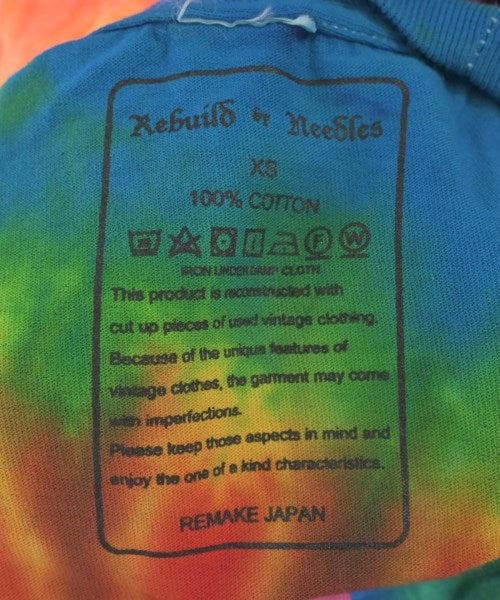 Rebuild by Needles
XS
100% COTTON
F W
IRON UNDER DAMP CLOTH
This product is reconstructed with
cut up pieces of used vintage clothing.
Because of the unique features of
vintage clothes, the garment may come
with imperfections.
Please keep those aspects in mind and
enjoy the one of a kind characteristics.
REMAKE JAPAN